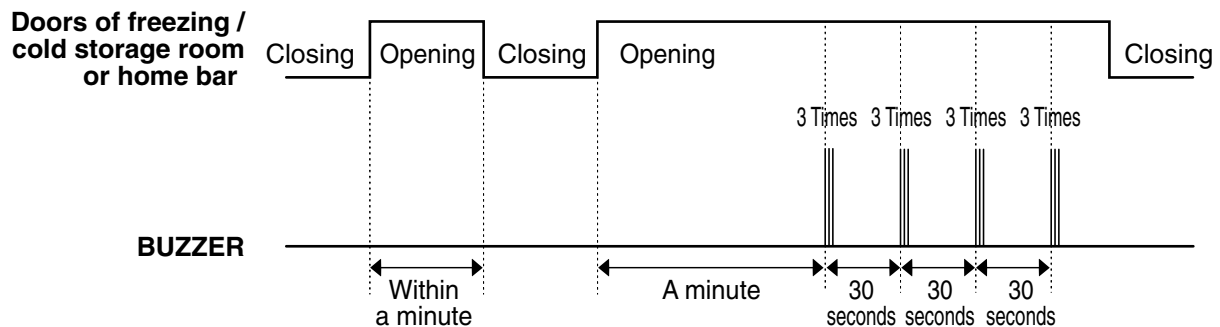 Doors of freezing /
cold storage room
or home bar
Closing Opening Closing Opening Closing
3 Times 3 Times 3 Times 3 Times
BUZZER
Within
a minute
A minute
30
seconds
30
seconds
30
seconds